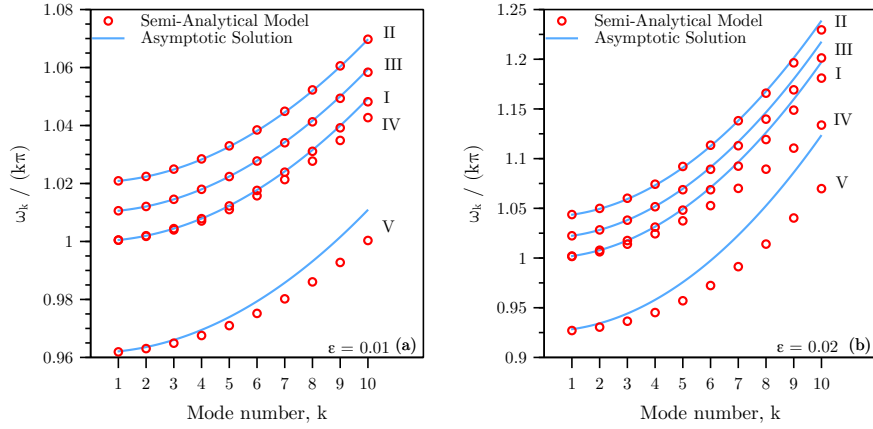 Semi-Analytical Model
Asymptotic Solution
II
III
I
IV
V
1.08
1.06
1.04
1.02
1
0.98
0.96
ω_k / (kπ)
ε = 0.01 (a)
1 2 3 4 5 6 7 8 9 10
Mode number, k
Semi-Analytical Model
Asymptotic Solution
II
III
I
IV
V
1.25
1.2
1.15
1.1
1.05
1
0.95
0.9
ω_k / (kπ)
ε = 0.02 (b)
1 2 3 4 5 6 7 8 9 10
Mode number, k